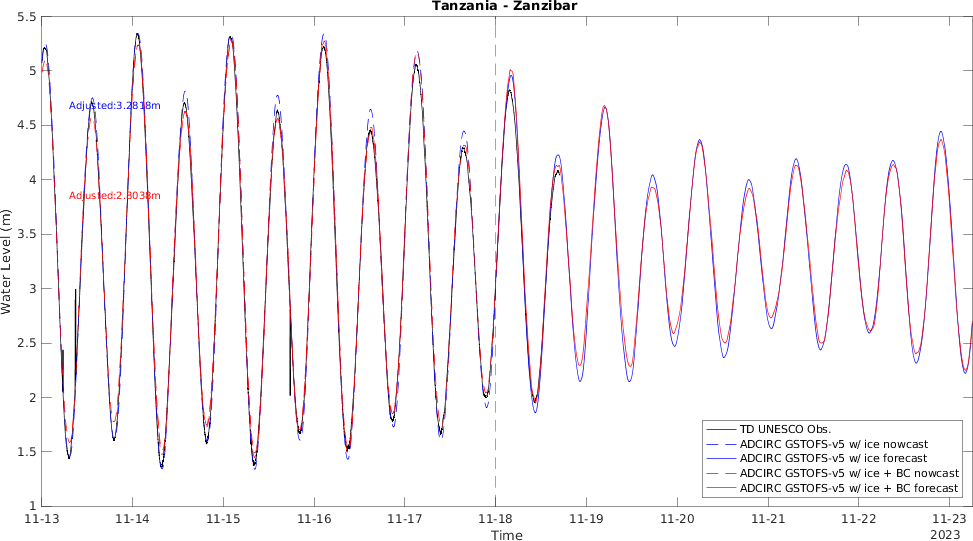 Tanzania - Zanzibar
5.5
5
4.5
4
3.5
3
2.5
2
1.5
1
Water Level (m)
Adjusted:3.2818m
Adjusted:2.8038m
TD UNESCO Obs.
ADCIRC GSTOFS-v5 w/ ice nowcast
ADCIRC GSTOFS-v5 w/ ice forecast
ADCIRC GSTOFS-v5 w/ ice + BC nowcast
ADCIRC GSTOFS-v5 w/ ice + BC forecast
11-13 11-14 11-15 11-16 11-17 11-18 11-19 11-20 11-21 11-22 11-23
2023
Time